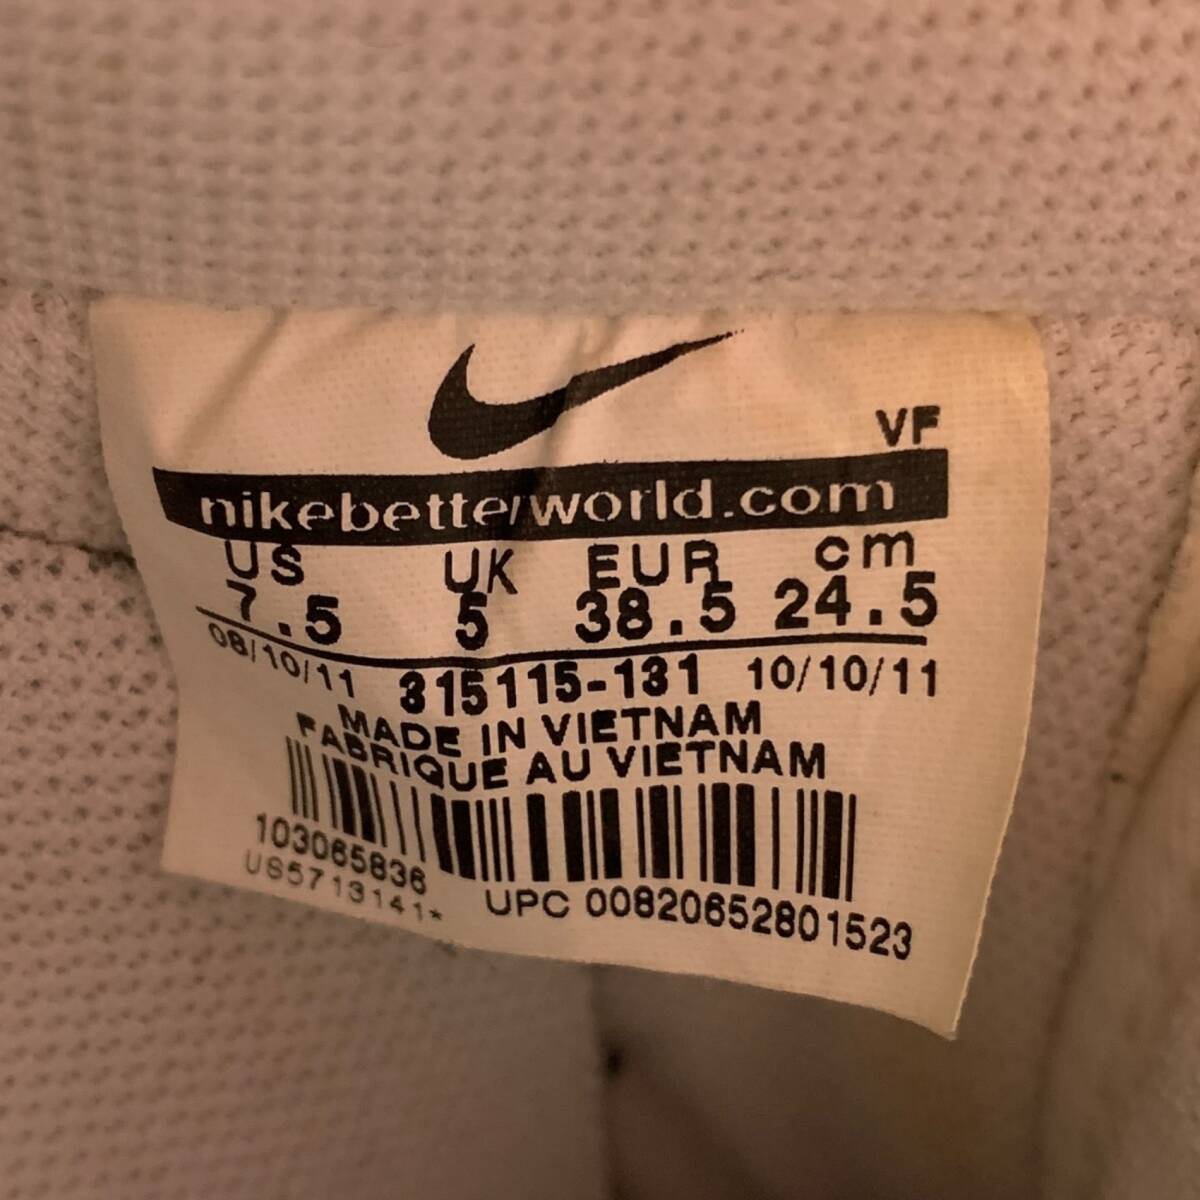 VF
nikebetterworld.com
US UK EUR cm
7.5 5 38.5 24.5
08/10/11 315115-131 10/10/11
MADE IN VIETNAM
FABRIQUE AU VIETNAM
103065836
US5713141* UPC 00820652801523